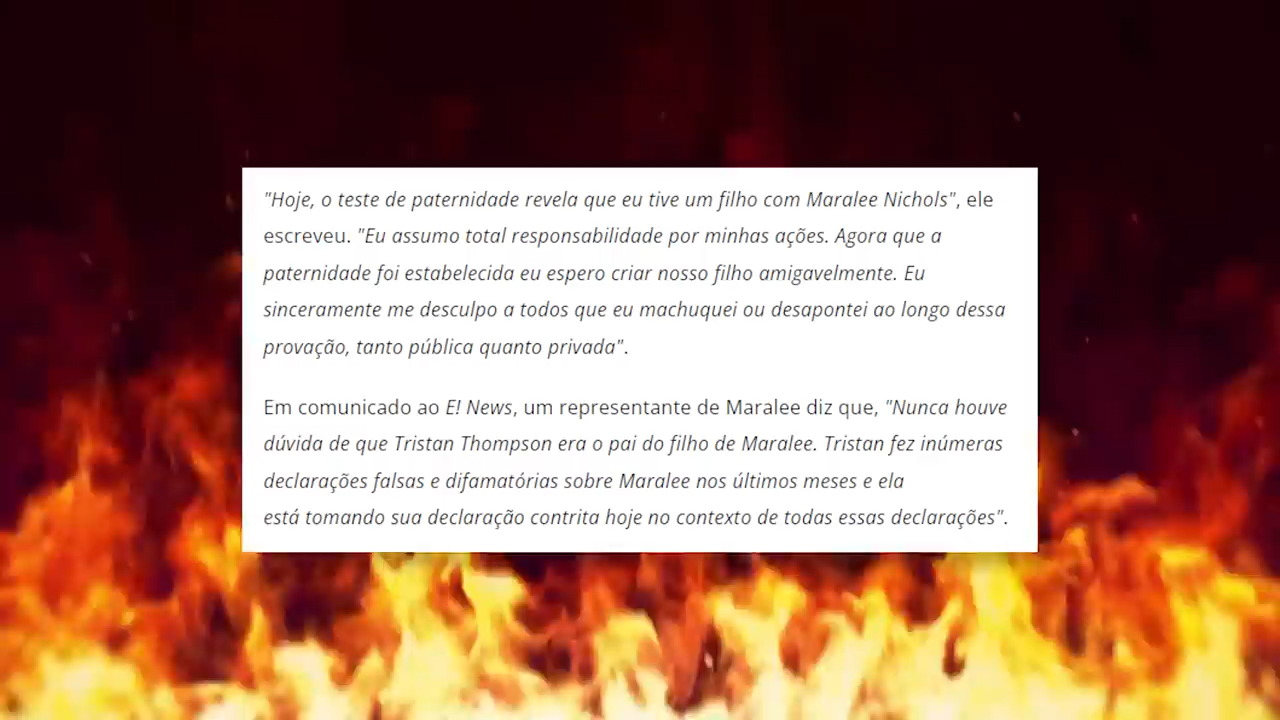 "Hoje, o teste de paternidade revela que eu tive um filho com Maralee Nichols", ele
escreveu. "Eu assumo total responsabilidade por minhas ações. Agora que a
paternidade foi estabelecida eu espero criar nosso filho amigavelmente. Eu
sinceramente me desculpo a todos que eu machuquei ou desapontei ao longo dessa
provação, tanto pública quanto privada".
Em comunicado ao E! News, um representante de Maralee diz que, "Nunca houve
dúvida de que Tristan Thompson era o pai do filho de Maralee. Tristan fez inúmeras
declarações falsas e difamatórias sobre Maralee nos últimos meses e ela
está tomando sua declaração contrita hoje no contexto de todas essas declarações".